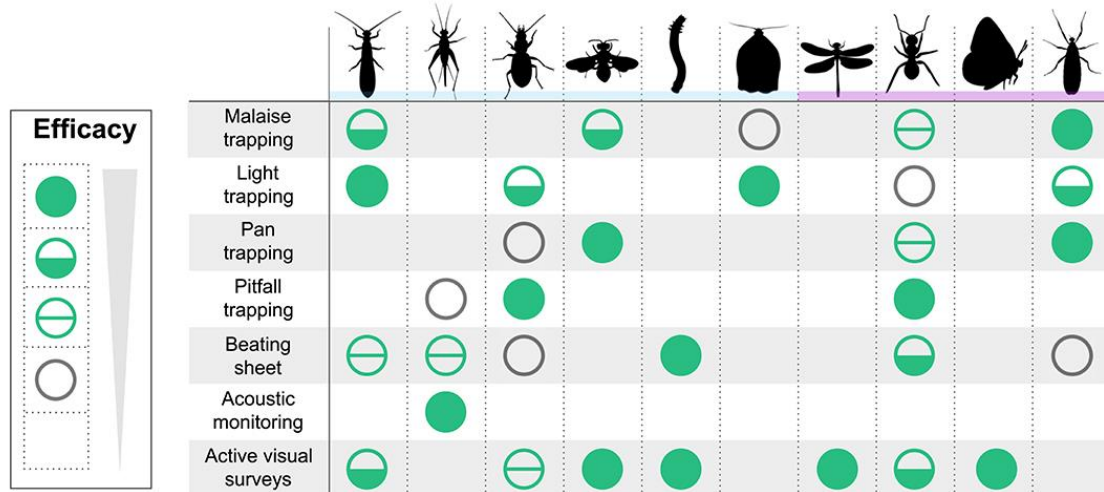 Efficacy
Malaise
trapping
Light
trapping
Pan
trapping
Pitfall
trapping
Beating
sheet
Acoustic
monitoring
Active visual
surveys